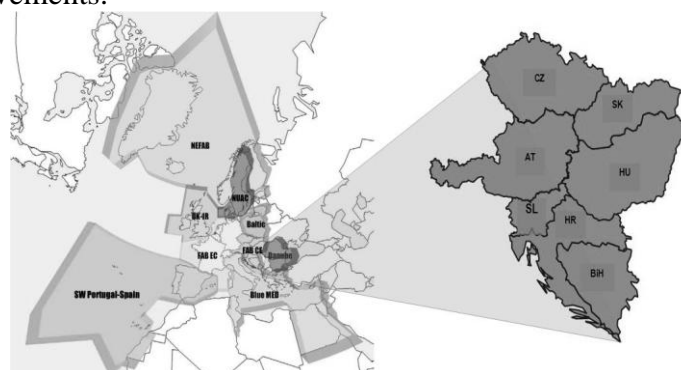 vements.
NEFAB
NUAC
UK-IR
Baltic
FAB EC
FAB CE
Danube
SW Portugal-Spain
Blue MED
CZ
SK
AT
HU
SL
HR
BiH